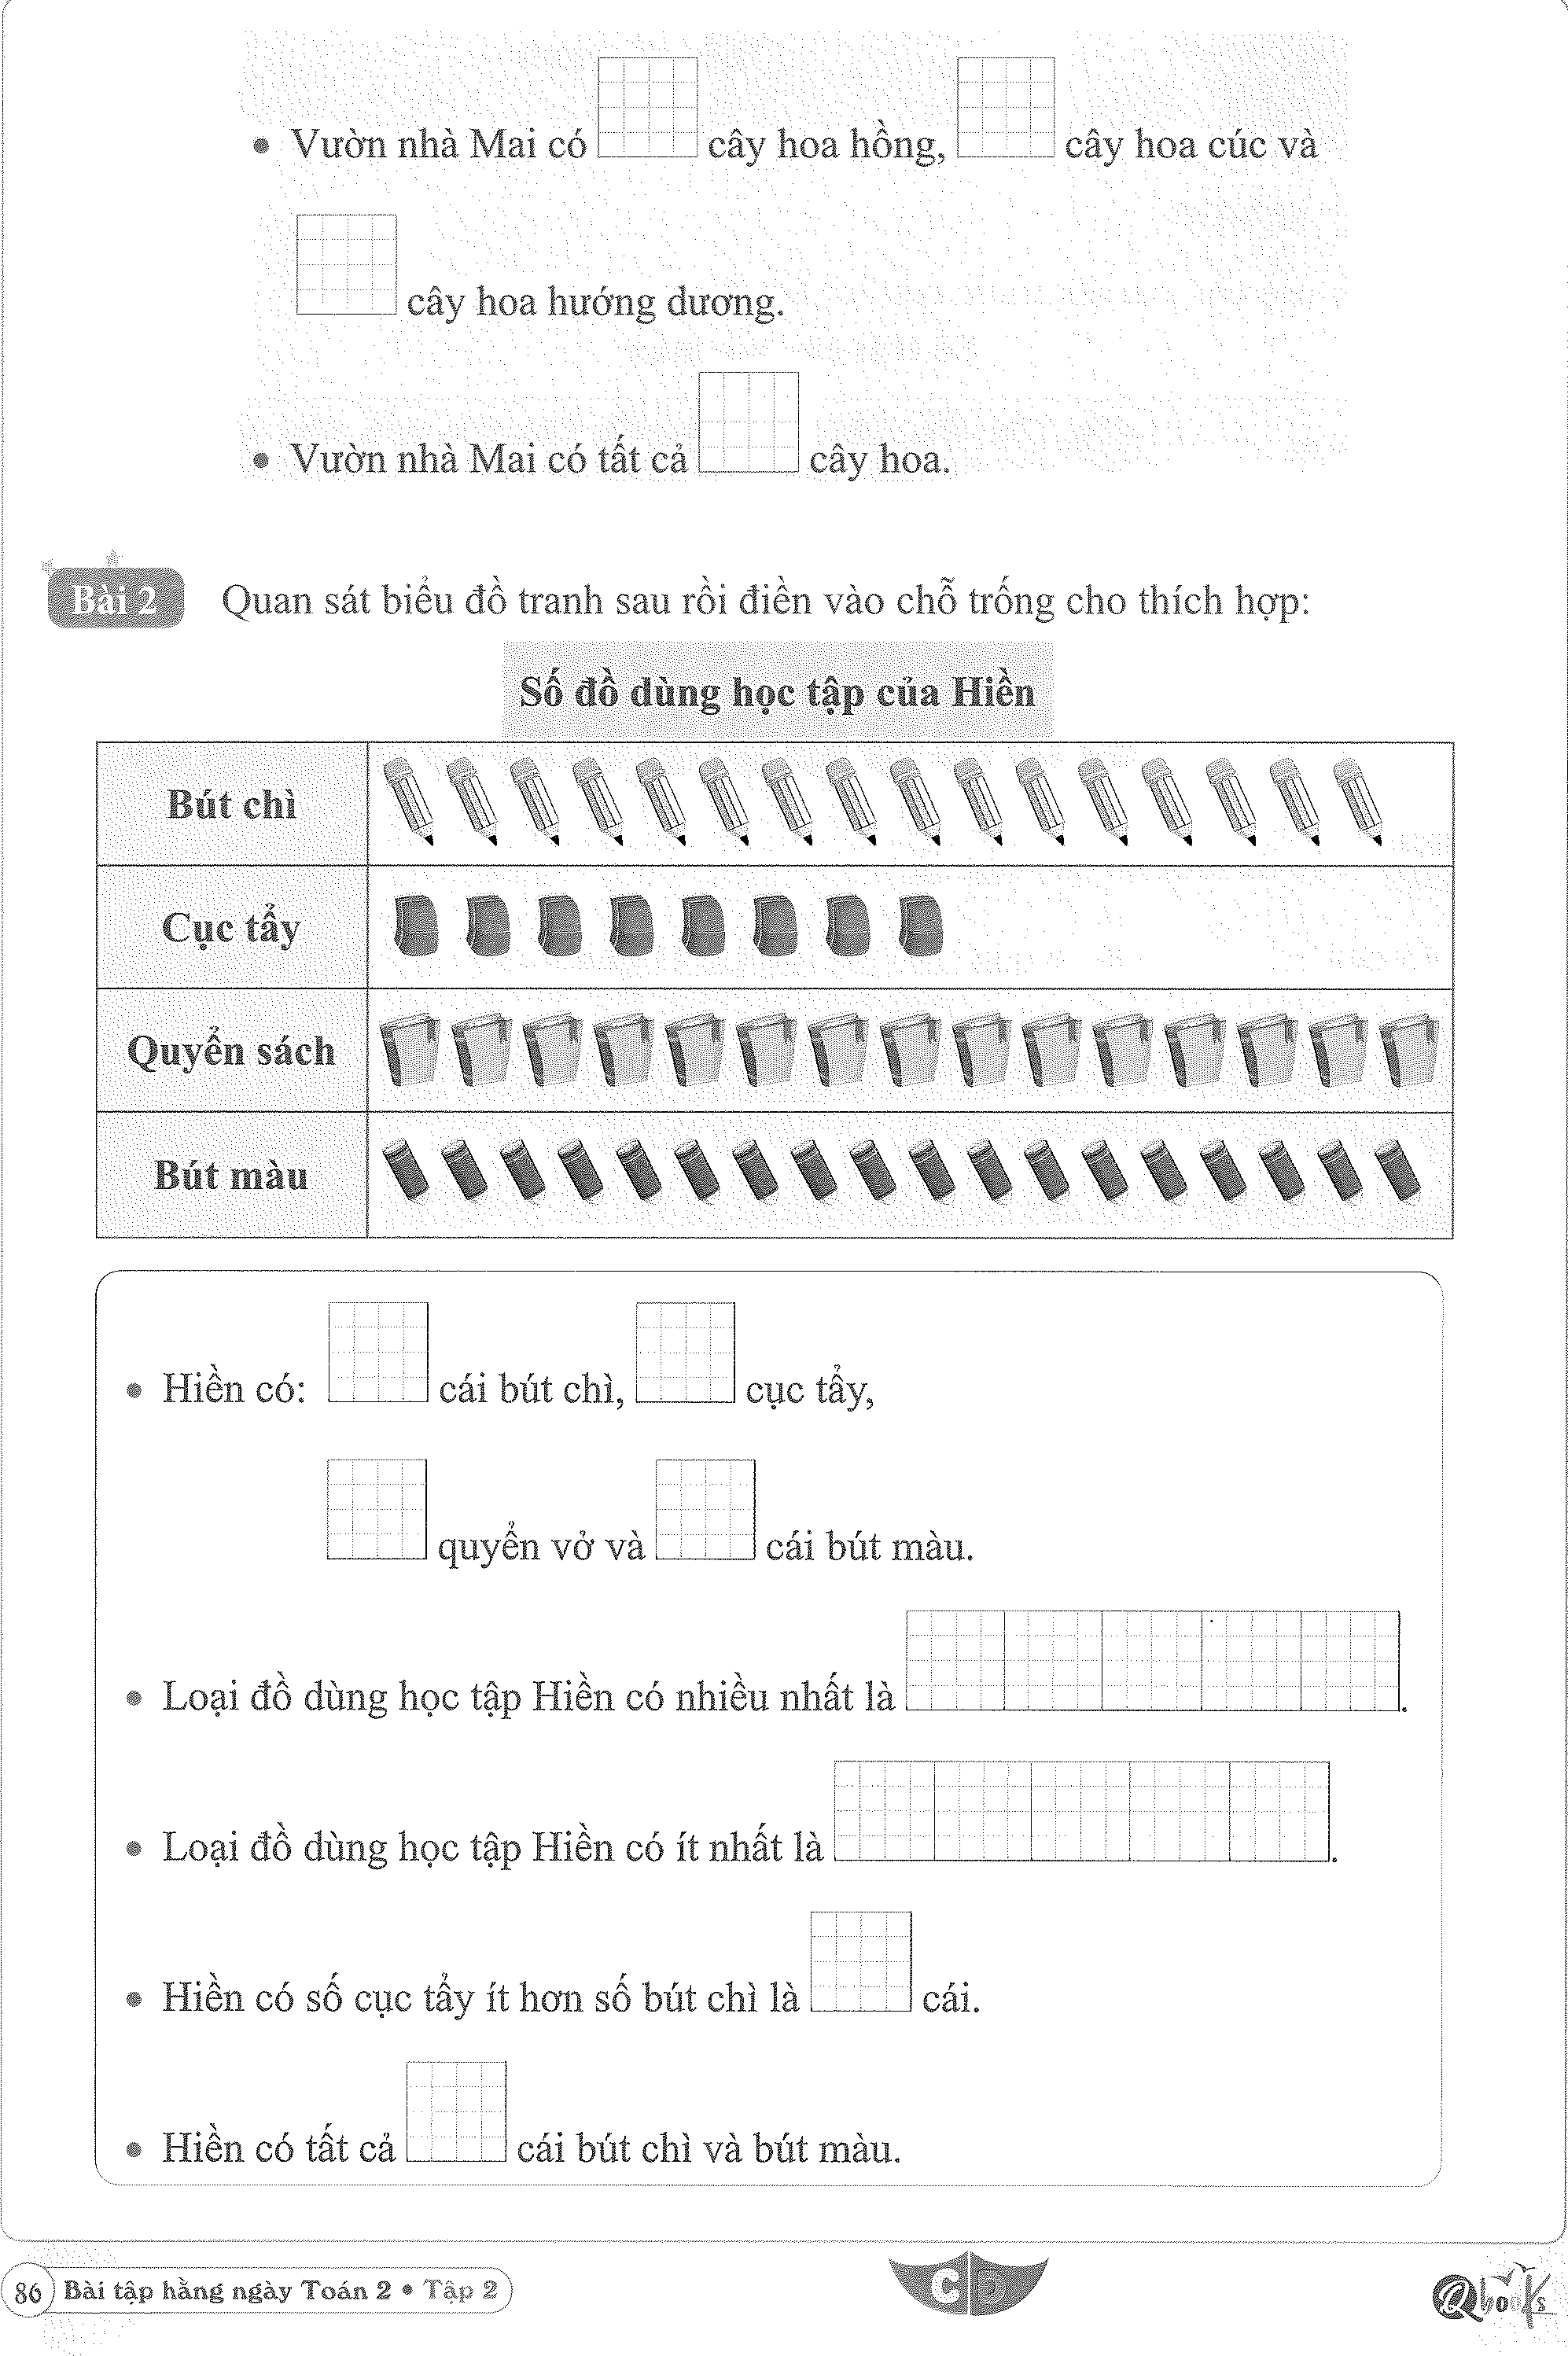 • Vườn nhà Mai có cây hoa hồng, cây hoa cúc và
cây hoa hướng dương.
• Vườn nhà Mai có tất cả cây hoa.
Bài 2 Quan sát biểu đồ tranh sau rồi điền vào chỗ trống cho thích hợp:
Số đồ dùng học tập của Hiền
Bút chì
Cục tẩy
Quyển sách
Bút màu
• Hiền có: cái bút chì, cục tẩy,
quyển vở và cái bút màu.
• Loại đồ dùng học tập Hiền có nhiều nhất là .
• Loại đồ dùng học tập Hiền có ít nhất là .
• Hiền có số cục tẩy ít hơn số bút chì là cái.
• Hiền có tất cả cái bút chì và bút màu.
86 Bài tập hằng ngày Toán 2 • Tập 2
CD
Qbooks